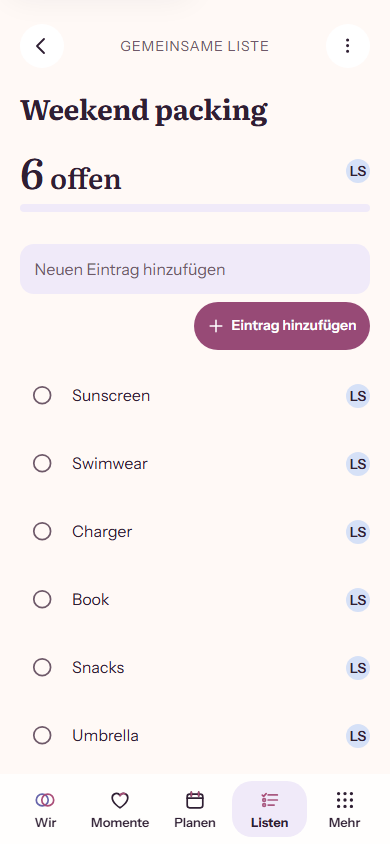 GEMEINSAME LISTE
Weekend packing
6 offen
LS
Neuen Eintrag hinzufügen
Eintrag hinzufügen
Sunscreen LS
Swimwear LS
Charger LS
Book LS
Snacks LS
Umbrella LS
Wir Momente Planen Listen Mehr